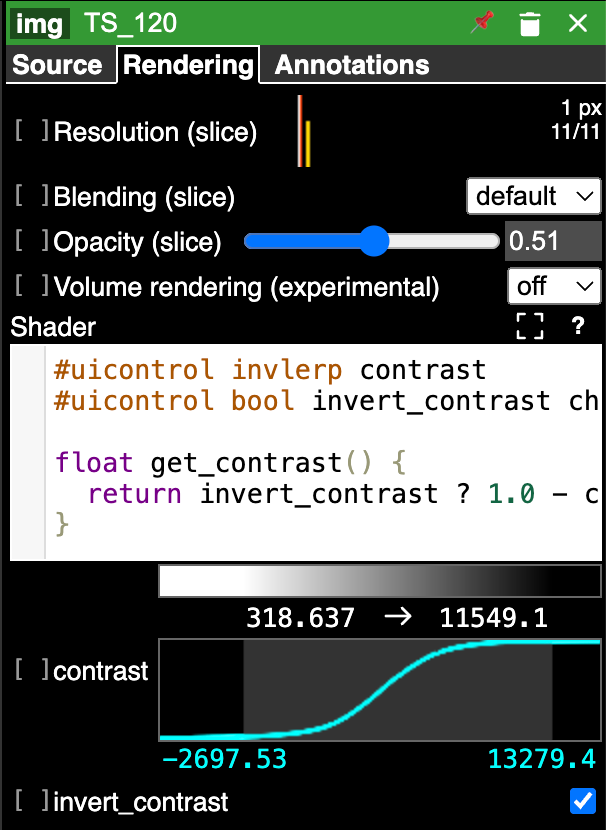 img TS_120
Source Rendering Annotations
[ ]Resolution (slice) 1 px
11/11
[ ]Blending (slice) default
[ ]Opacity (slice) 0.51
[ ]Volume rendering (experimental) off
Shader ?
#uicontrol invlerp contrast
#uicontrol bool invert_contrast ch
float get_contrast() {
  return invert_contrast ? 1.0 - c
}
318.637 → 11549.1
[ ]contrast
-2697.53 13279.4
[ ]invert_contrast